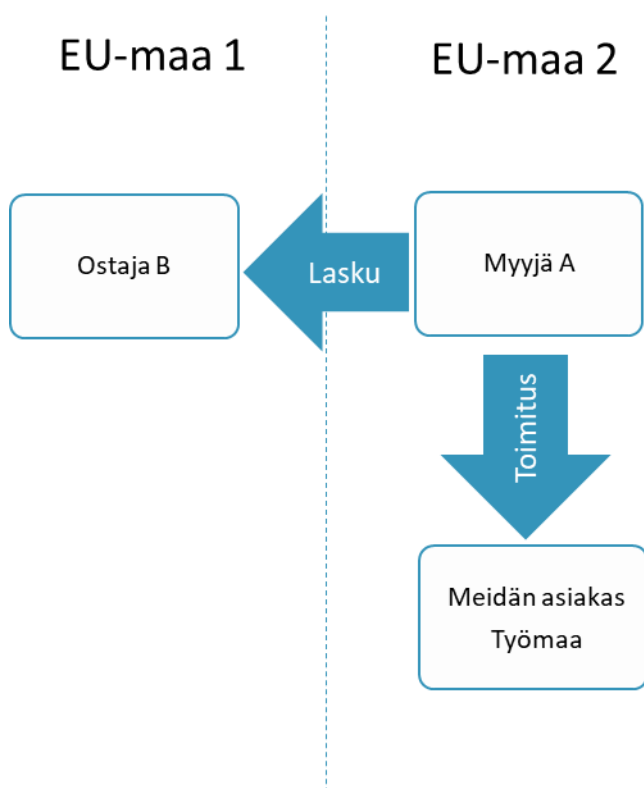 EU-maa 1
EU-maa 2
Ostaja B
Lasku
Myyjä A
Toimitus
Meidän asiakas
Työmaa